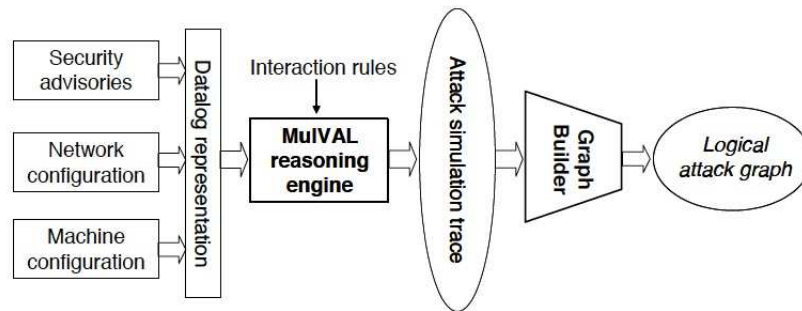 Security
advisories
Network
configuration
Machine
configuration
Datalog representation
Interaction rules
MulVAL
reasoning
engine
Attack simulation trace
Graph
Builder
Logical
attack graph